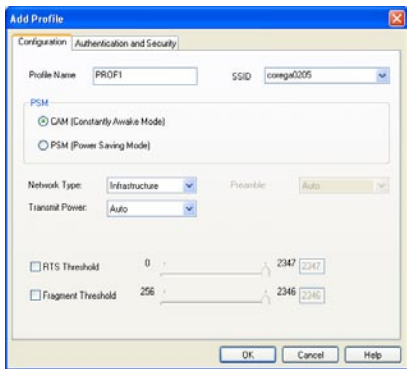 Add Profile
Configuration Authentication and Security
Profile Name PROF1 SSID corega0205
PSM
CAM (Constantly Awake Mode)
PSM (Power Saving Mode)
Network Type: Infrastructure Preamble: Auto
Transmit Power: Auto
RTS Threshold 0 2347 2347
Fragment Threshold 256 2346 2346
OK Cancel Help